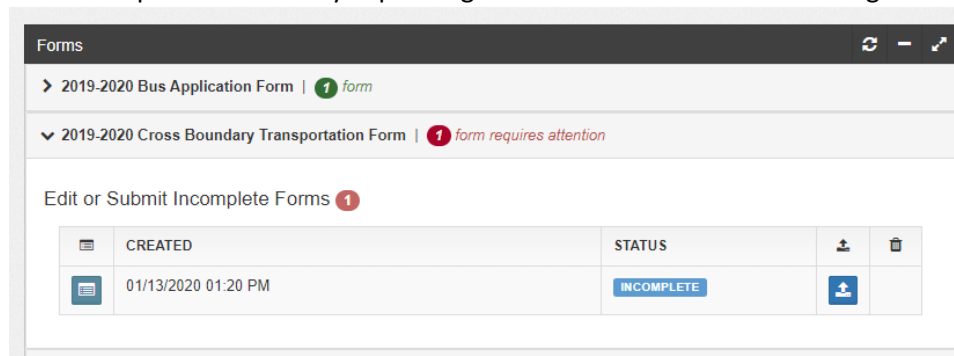 Forms
2019-2020 Bus Application Form | 1 form
2019-2020 Cross Boundary Transportation Form | 1 form requires attention
Edit or Submit Incomplete Forms 1
CREATED STATUS
01/13/2020 01:20 PM INCOMPLETE